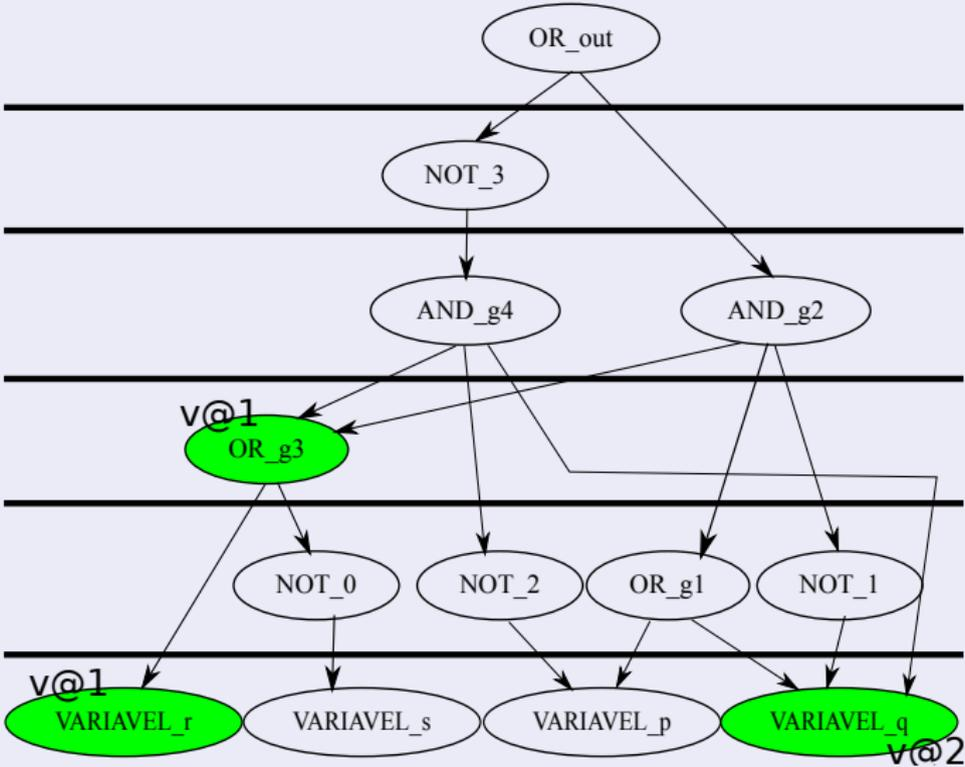 OR_out
NOT_3
AND_g4 AND_g2
v@1
OR_g3
NOT_0 NOT_2 OR_g1 NOT_1
v@1
VARIAVEL_r VARIAVEL_s VARIAVEL_p VARIAVEL_q
v@2